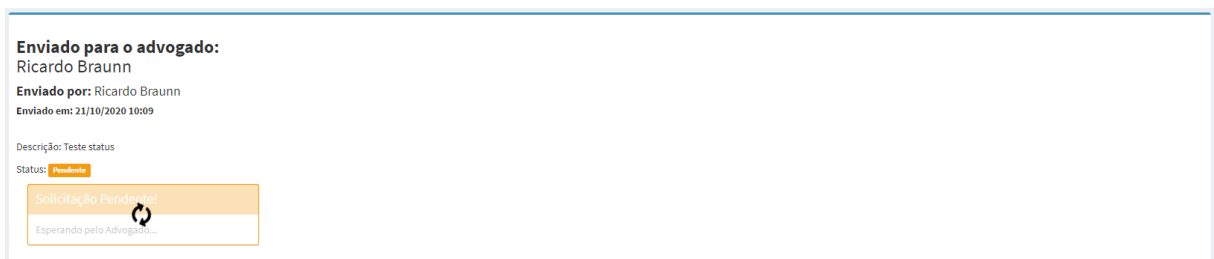 Enviado para o advogado:
Ricardo Braunn
Enviado por: Ricardo Braunn
Enviado em: 21/10/2020 10:09
Descrição: Teste status
Status: Pendente
Solicitação Pendente!
Esperando pelo Advogado...